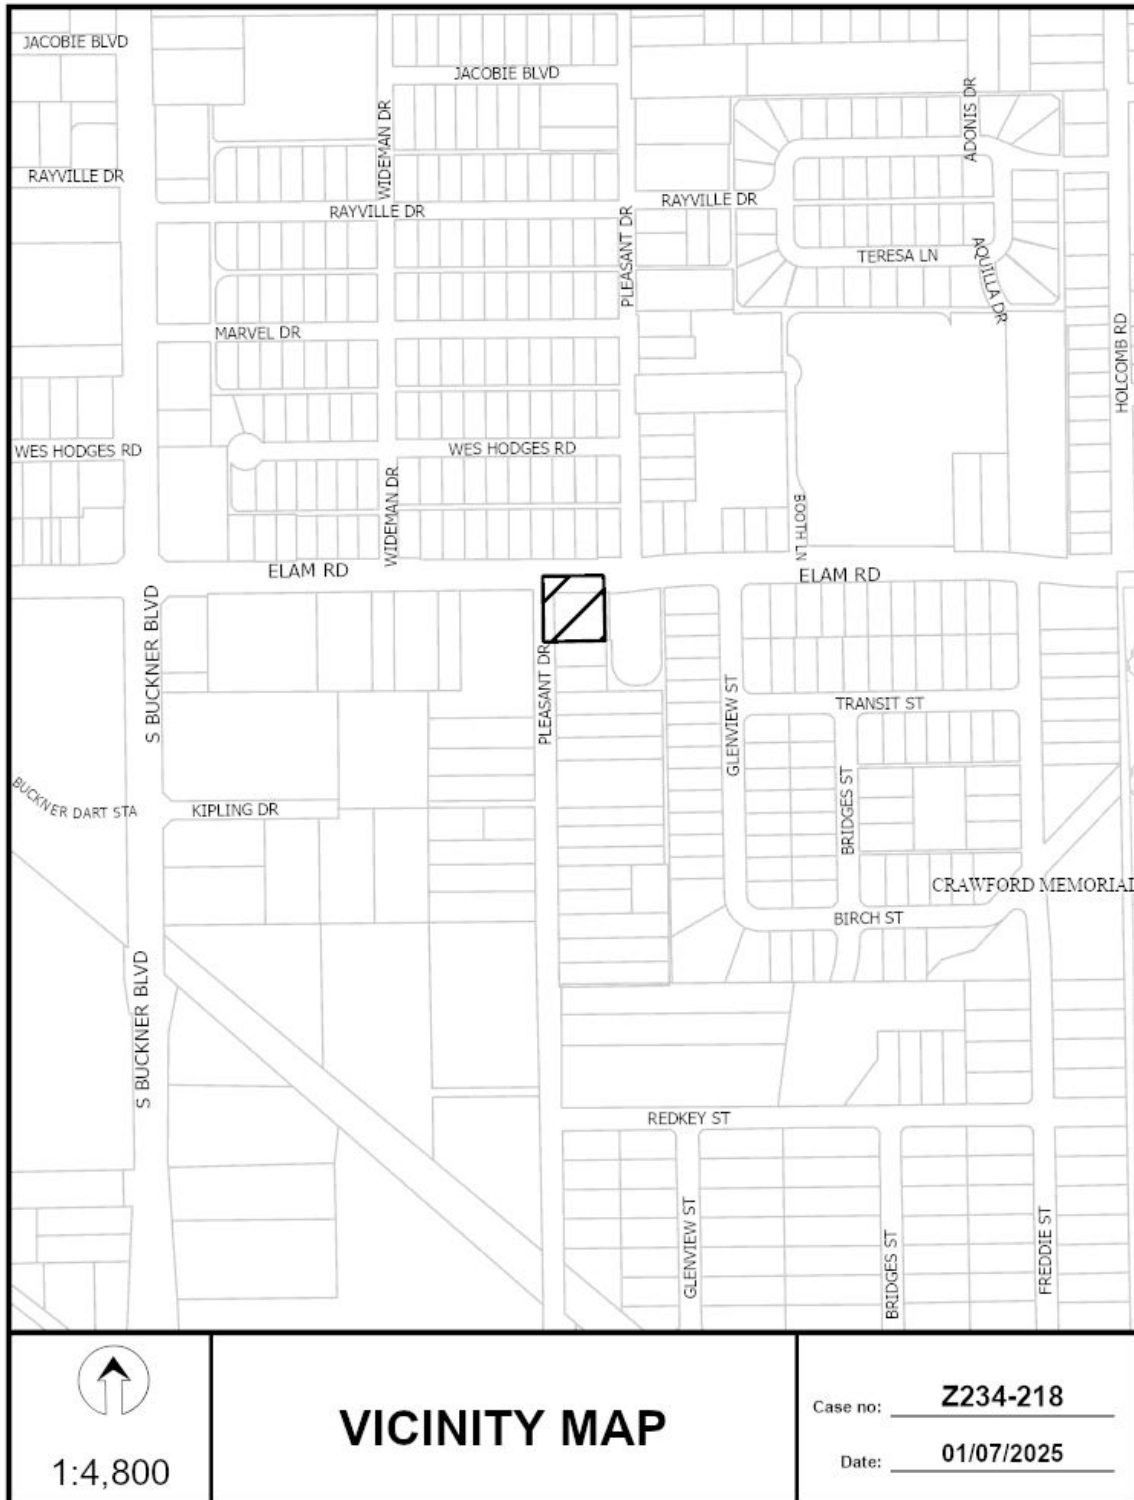 JACOBIE BLVD
JACOBIE BLVD
WIDEMAN DR
ADONIS DR
RAYVILLE DR
RAYVILLE DR
RAYVILLE DR
PLEASANT DR
TERESA LN
AQUILLA DR
MARVEL DR
HOLCOMB RD
WES HODGES RD
WES HODGES RD
WIDEMAN DR
BOOTH LN
ELAM RD
ELAM RD
S BUCKNER BLVD
PLEASANT DR
GLENVIEW ST
TRANSIT ST
BRIDGES ST
BUCKNER DART STA
KIPLING DR
CRAWFORD MEMORIAL
BIRCH ST
S BUCKNER BLVD
REDKEY ST
GLENVIEW ST
BRIDGES ST
FREDDIE ST
1:4,800
VICINITY MAP
Case no: Z234-218
Date: 01/07/2025